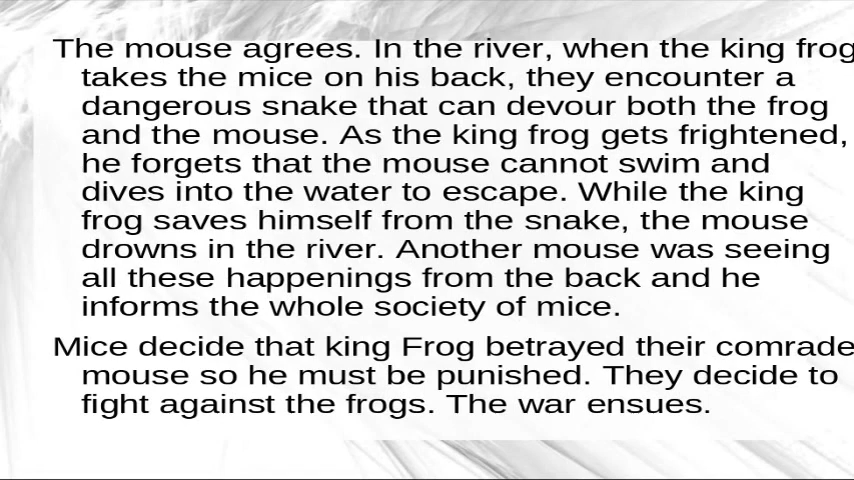 The mouse agrees. In the river, when the king frog
takes the mice on his back, they encounter a
dangerous snake that can devour both the frog
and the mouse. As the king frog gets frightened,
he forgets that the mouse cannot swim and
dives into the water to escape. While the king
frog saves himself from the snake, the mouse
drowns in the river. Another mouse was seeing
all these happenings from the back and he
informs the whole society of mice.
Mice decide that king Frog betrayed their comrade
mouse so he must be punished. They decide to
fight against the frogs. The war ensues.